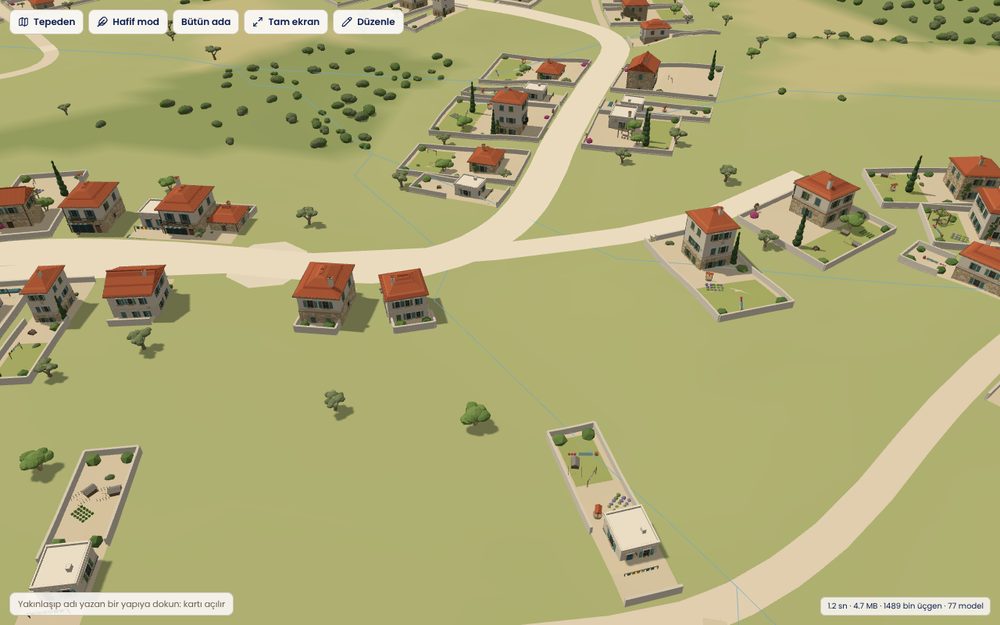 Tepeden
Hafif mod
Bütün ada
Tam ekran
Düzenle
Yakınlaşıp adı yazan bir yapıya dokun: kartı açılır
1.2 sn · 4.7 MB · 1489 bin üçgen · 77 model